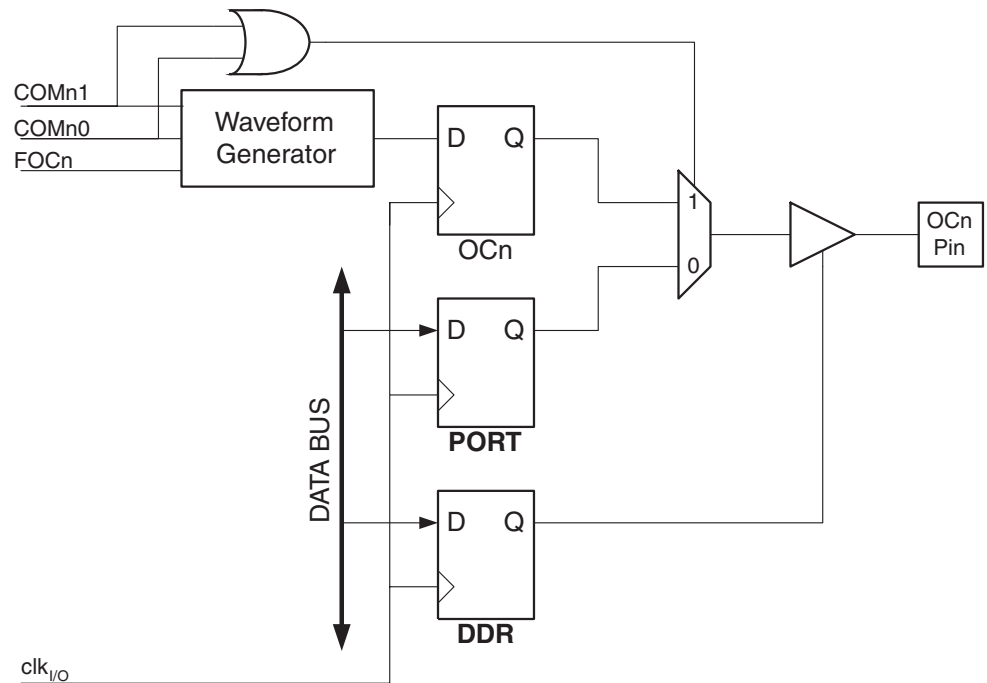 COMn1
COMn0
FOCn
Waveform
Generator
D Q
OCn
1
0
OCn
Pin
D Q
PORT
DATA BUS
D Q
DDR
clkI/O